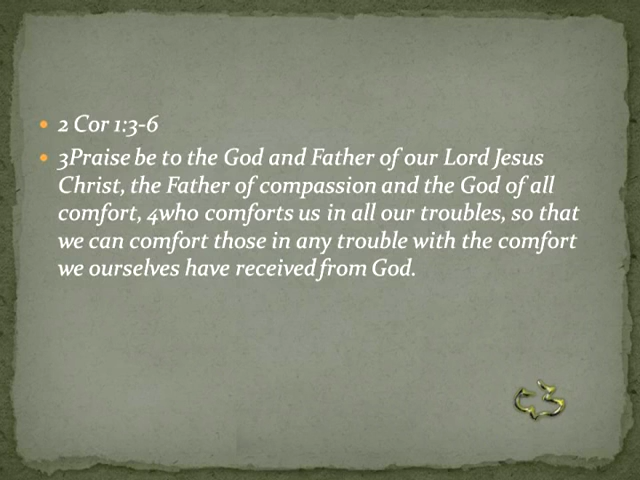 2 Cor 1:3-6
3Praise be to the God and Father of our Lord Jesus
Christ, the Father of compassion and the God of all
comfort, 4who comforts us in all our troubles, so that
we can comfort those in any trouble with the comfort
we ourselves have received from God.